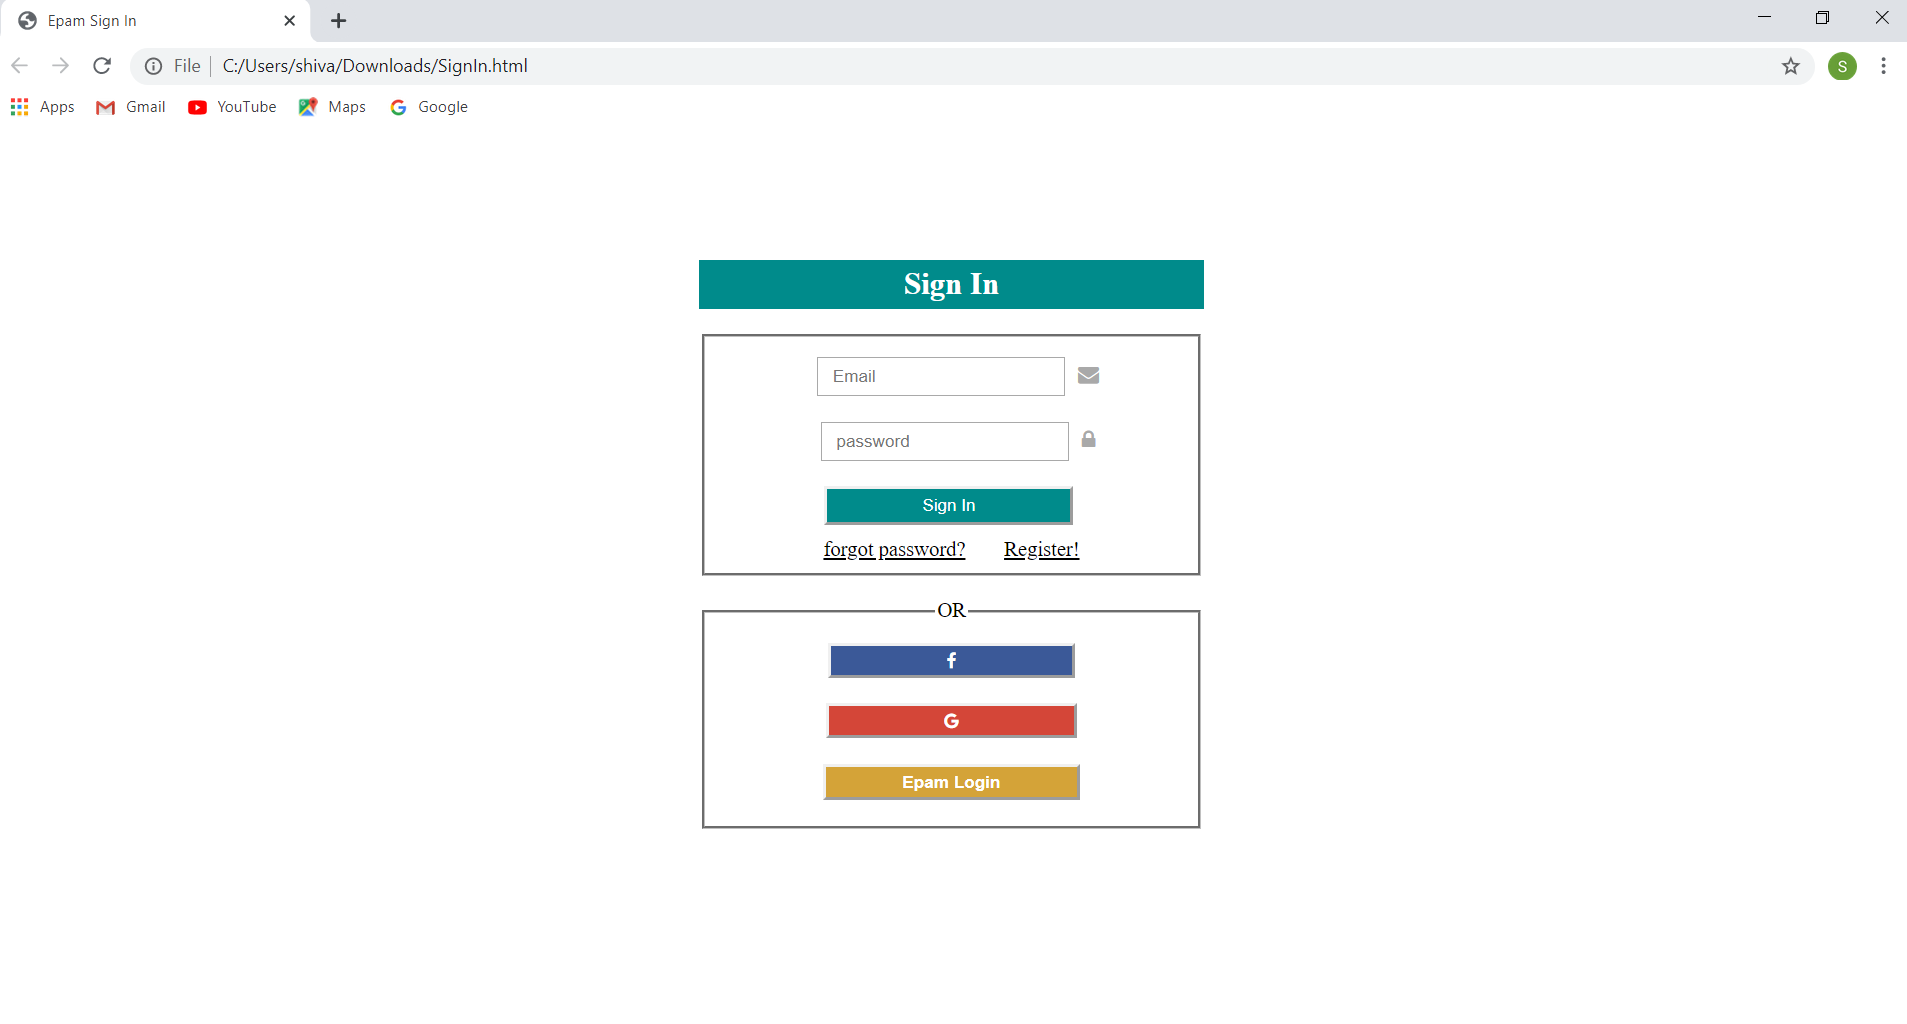 Epam Sign In
File C:/Users/shiva/Downloads/SignIn.html S
Apps Gmail YouTube Maps Google
Sign In
Email
password
Sign In
forgot password? Register!
OR
f
G
Epam Login